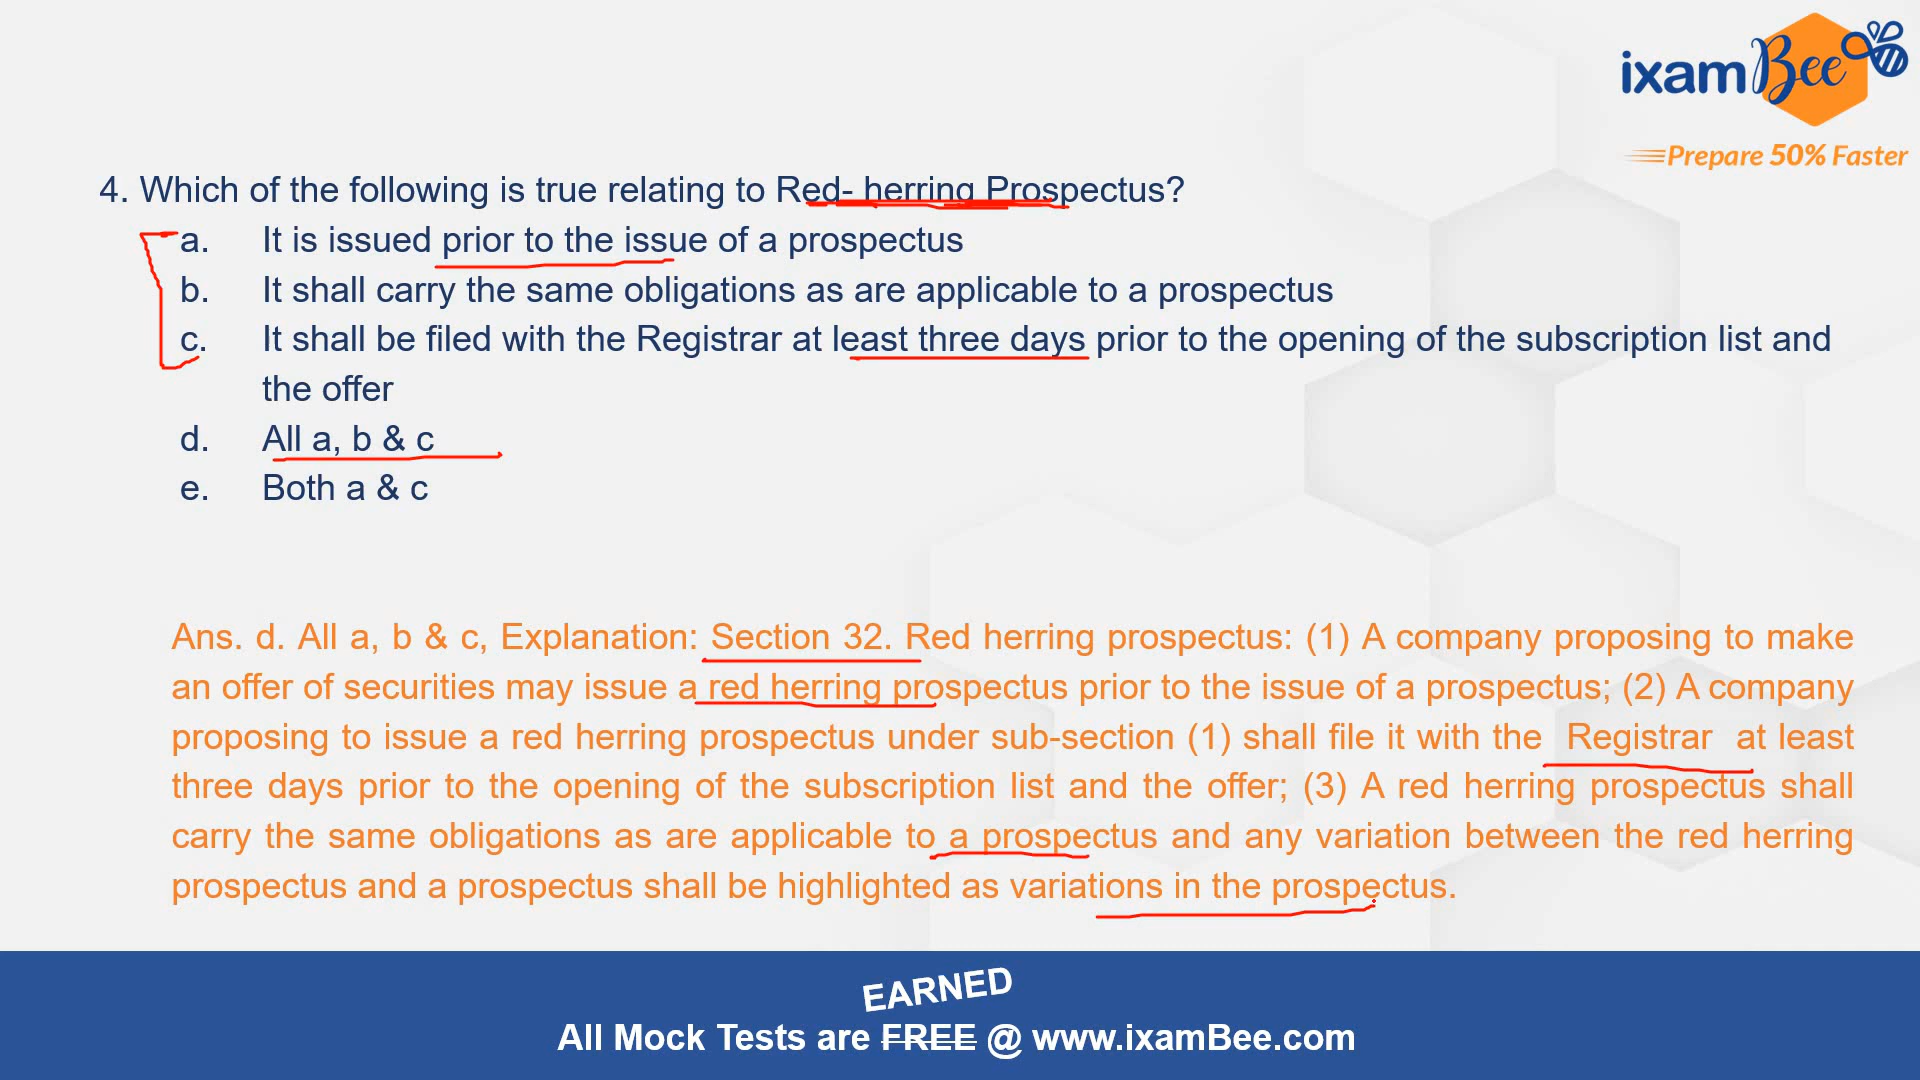 ixamBee
Prepare 50% Faster
4. Which of the following is true relating to Red- herring Prospectus?
a. It is issued prior to the issue of a prospectus
b. It shall carry the same obligations as are applicable to a prospectus
c. It shall be filed with the Registrar at least three days prior to the opening of the subscription list and
the offer
d. All a, b & c
e. Both a & c
Ans. d. All a, b & c, Explanation: Section 32. Red herring prospectus: (1) A company proposing to make
an offer of securities may issue a red herring prospectus prior to the issue of a prospectus; (2) A company
proposing to issue a red herring prospectus under sub-section (1) shall file it with the Registrar at least
three days prior to the opening of the subscription list and the offer; (3) A red herring prospectus shall
carry the same obligations as are applicable to a prospectus and any variation between the red herring
prospectus and a prospectus shall be highlighted as variations in the prospectus.
EARNED
All Mock Tests are FREE @ www.ixamBee.com